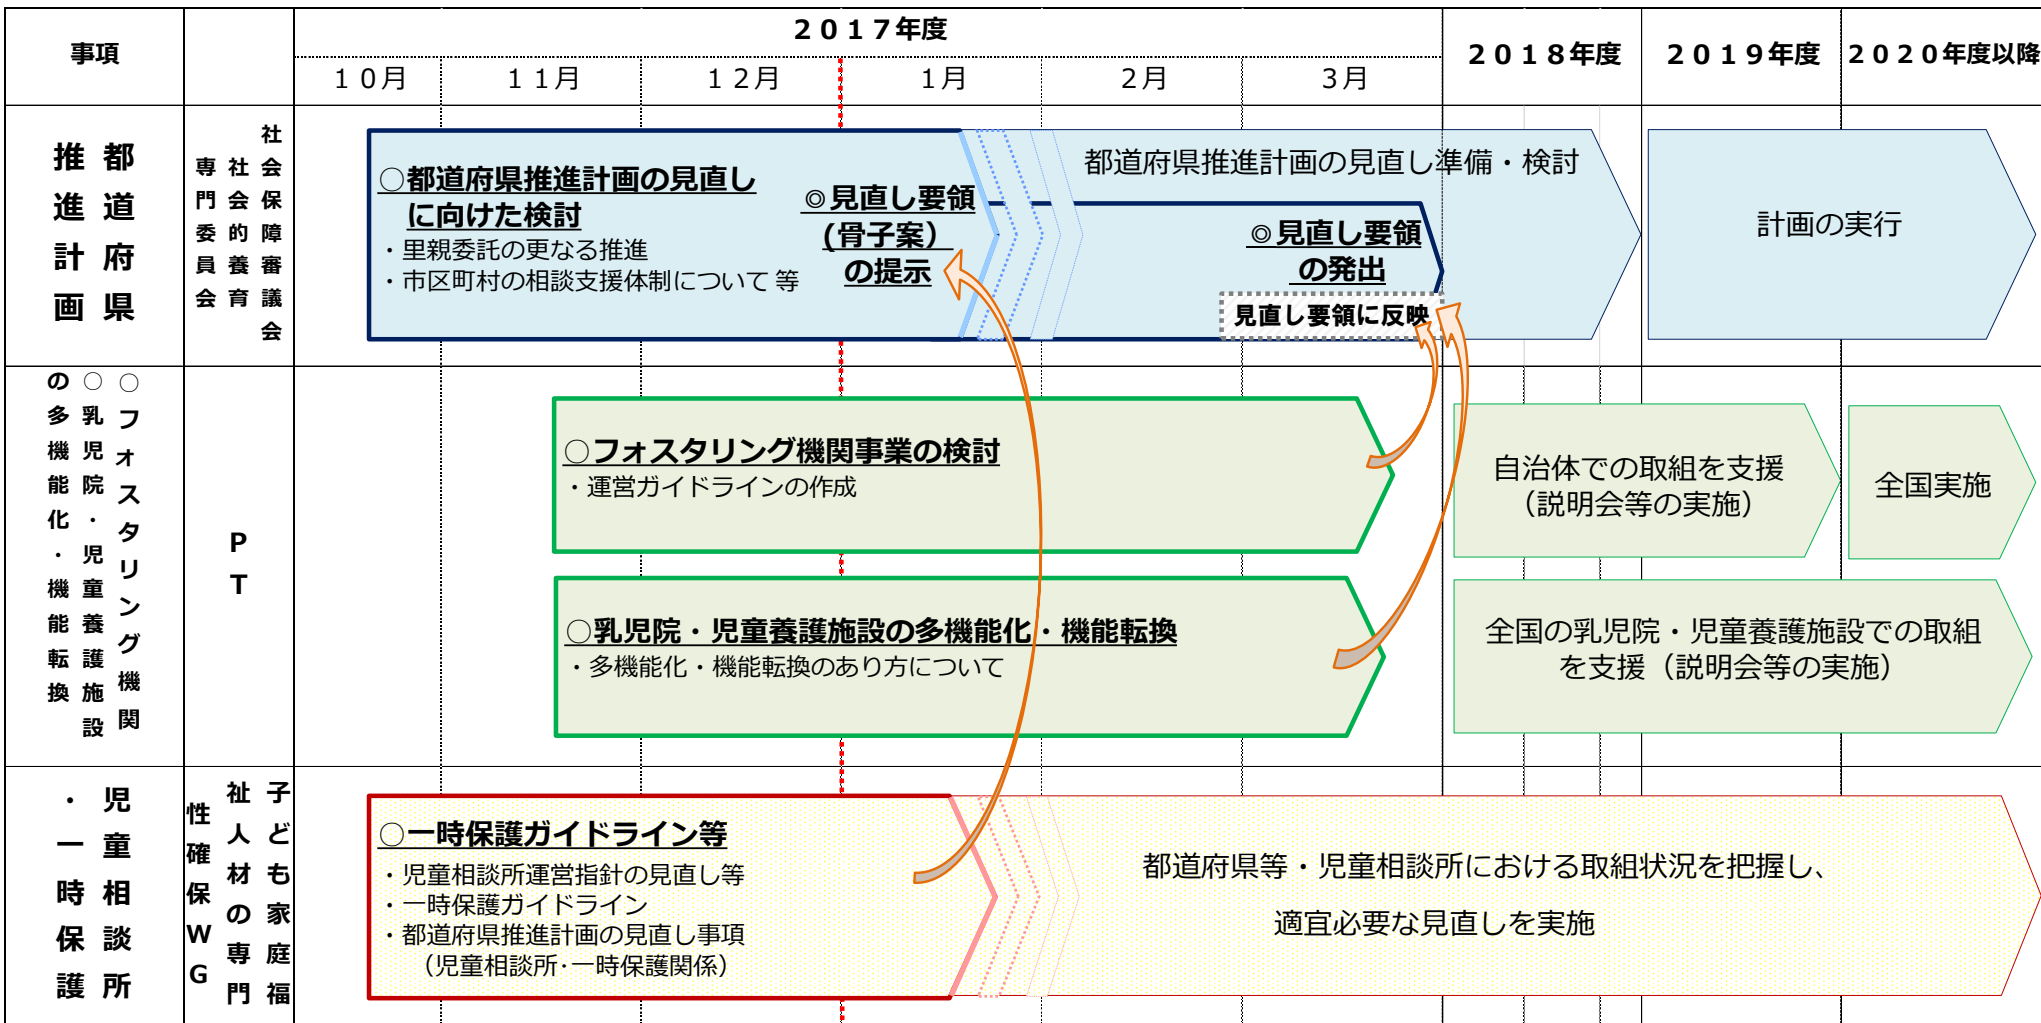 事項
２０１７年度
２０１８年度
２０１９年度
２０２０年度以降
１０月
１１月
１２月
１月
２月
３月
都道府県
推進計画
社会保障審議会
社会的養育
専門委員会
○都道府県推進計画の見直し
に向けた検討
・里親委託の更なる推進
・市区町村の相談支援体制について 等
◎見直し要領
(骨子案）
の提示
都道府県推進計画の見直し準備・検討
◎見直し要領
の発出
見直し要領に反映
計画の実行
○フォスタリング機関
○乳児院・児童養護施設
の多機能化・機能転換
ＰＴ
○フォスタリング機関事業の検討
・運営ガイドラインの作成
自治体での取組を支援
（説明会等の実施）
全国実施
○乳児院・児童養護施設の多機能化・機能転換
・多機能化・機能転換のあり方について
全国の乳児院・児童養護施設での取組
を支援（説明会等の実施）
児童相談所
・一時保護
子ども家庭福
祉人材の専門
性確保ＷＧ
○一時保護ガイドライン等
・児童相談所運営指針の見直し等
・一時保護ガイドライン
・都道府県推進計画の見直し事項
（児童相談所・一時保護関係）
都道府県等・児童相談所における取組状況を把握し、
適宜必要な見直しを実施